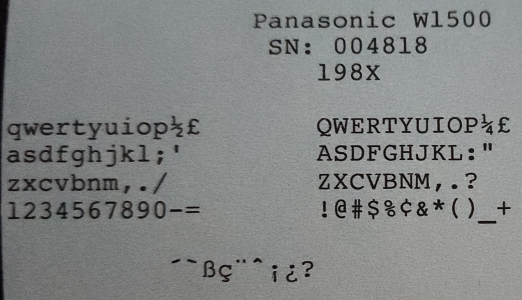 Panasonic W1500
SN: 004818
198X
qwertyuiop½£
asdfghjkl;'
zxcvbnm,./
1234567890-=
QWERTYUIOP¼£
ASDFGHJKL:"
ZXCVBNM,.?
!@#$%¢&*()_+
´˜ßç¨ˆ¡¿?